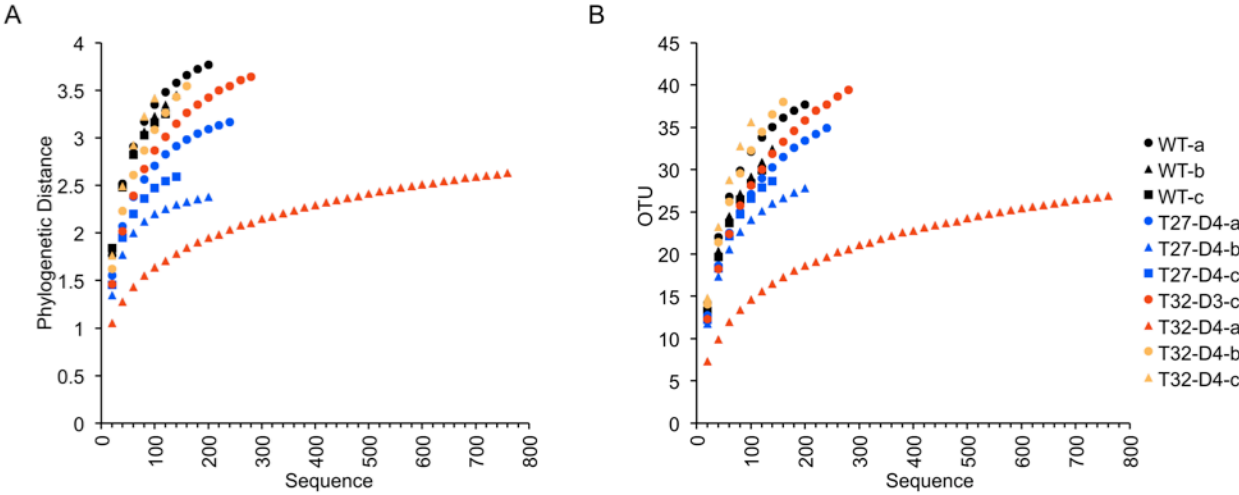 A
B
4
3.5
3
2.5
2
1.5
1
0.5
0
Phylogenetic Distance
0
100
200
300
400
500
600
700
800
Sequence
45
40
35
30
25
20
15
10
5
0
OTU
0
100
200
300
400
500
600
700
800
Sequence
WT-a
WT-b
WT-c
T27-D4-a
T27-D4-b
T27-D4-c
T32-D3-c
T32-D4-a
T32-D4-b
T32-D4-c